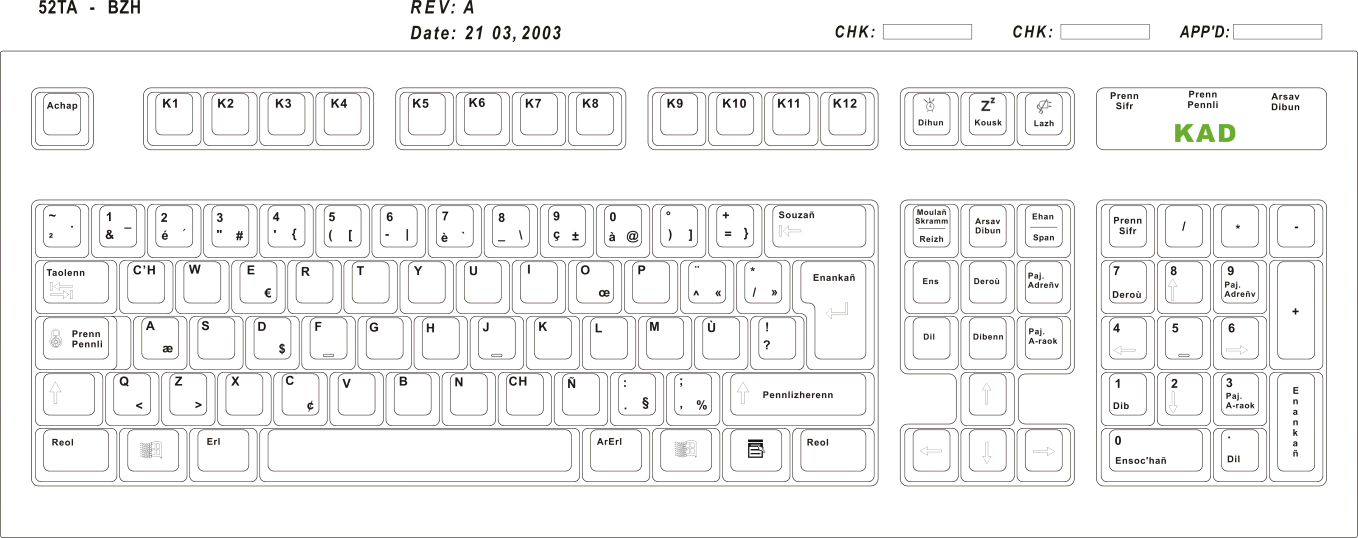 52TA - BZH
REV: A
Date: 21 03, 2003
CHK:
CHK:
APP'D:
Achap
K1 K2 K3 K4
K5 K6 K7 K8
K9 K10 K11 K12
Dihun
Zz
Kousk
Lazh
Prenn
Sifr
Prenn
Pennli
Arsav
Dibun
KAD
~
² ·
1 _
&
2
é ´
3
" #
4
' {
5
( [
6
- |
7
è `
8
_ \
9
ç ±
0
à @
°
) ]
+
= }
Souzañ
Taolenn
C'H
W
E
€
R
T
Y
U
I
O
œ
P
¨
^ «
*
/ »
Enankañ
Prenn
Pennli
A
æ
S
D
$
F
_
G
H
J
_
K
L
M
Ù
!
?
Q
<
Z
>
X
C
¢
V
B
N
CH
Ñ
:
. §
;
, %
Pennlizherenn
Reol
Erl
ArErl
Reol
Moulañ
Skramm
Reizh
Arsav
Dibun
Ehan
Span
Ens
Deroù
Paj.
Adreñv
Dil
Dibenn
Paj.
A-raok
Prenn
Sifr
/
*
-
7
Deroù
8
9
Paj.
Adreñv
+
4
5
_
6
1
Dib
2
3
Paj.
A-raok
Enankañ
0
Ensoc'hañ
.
Dil